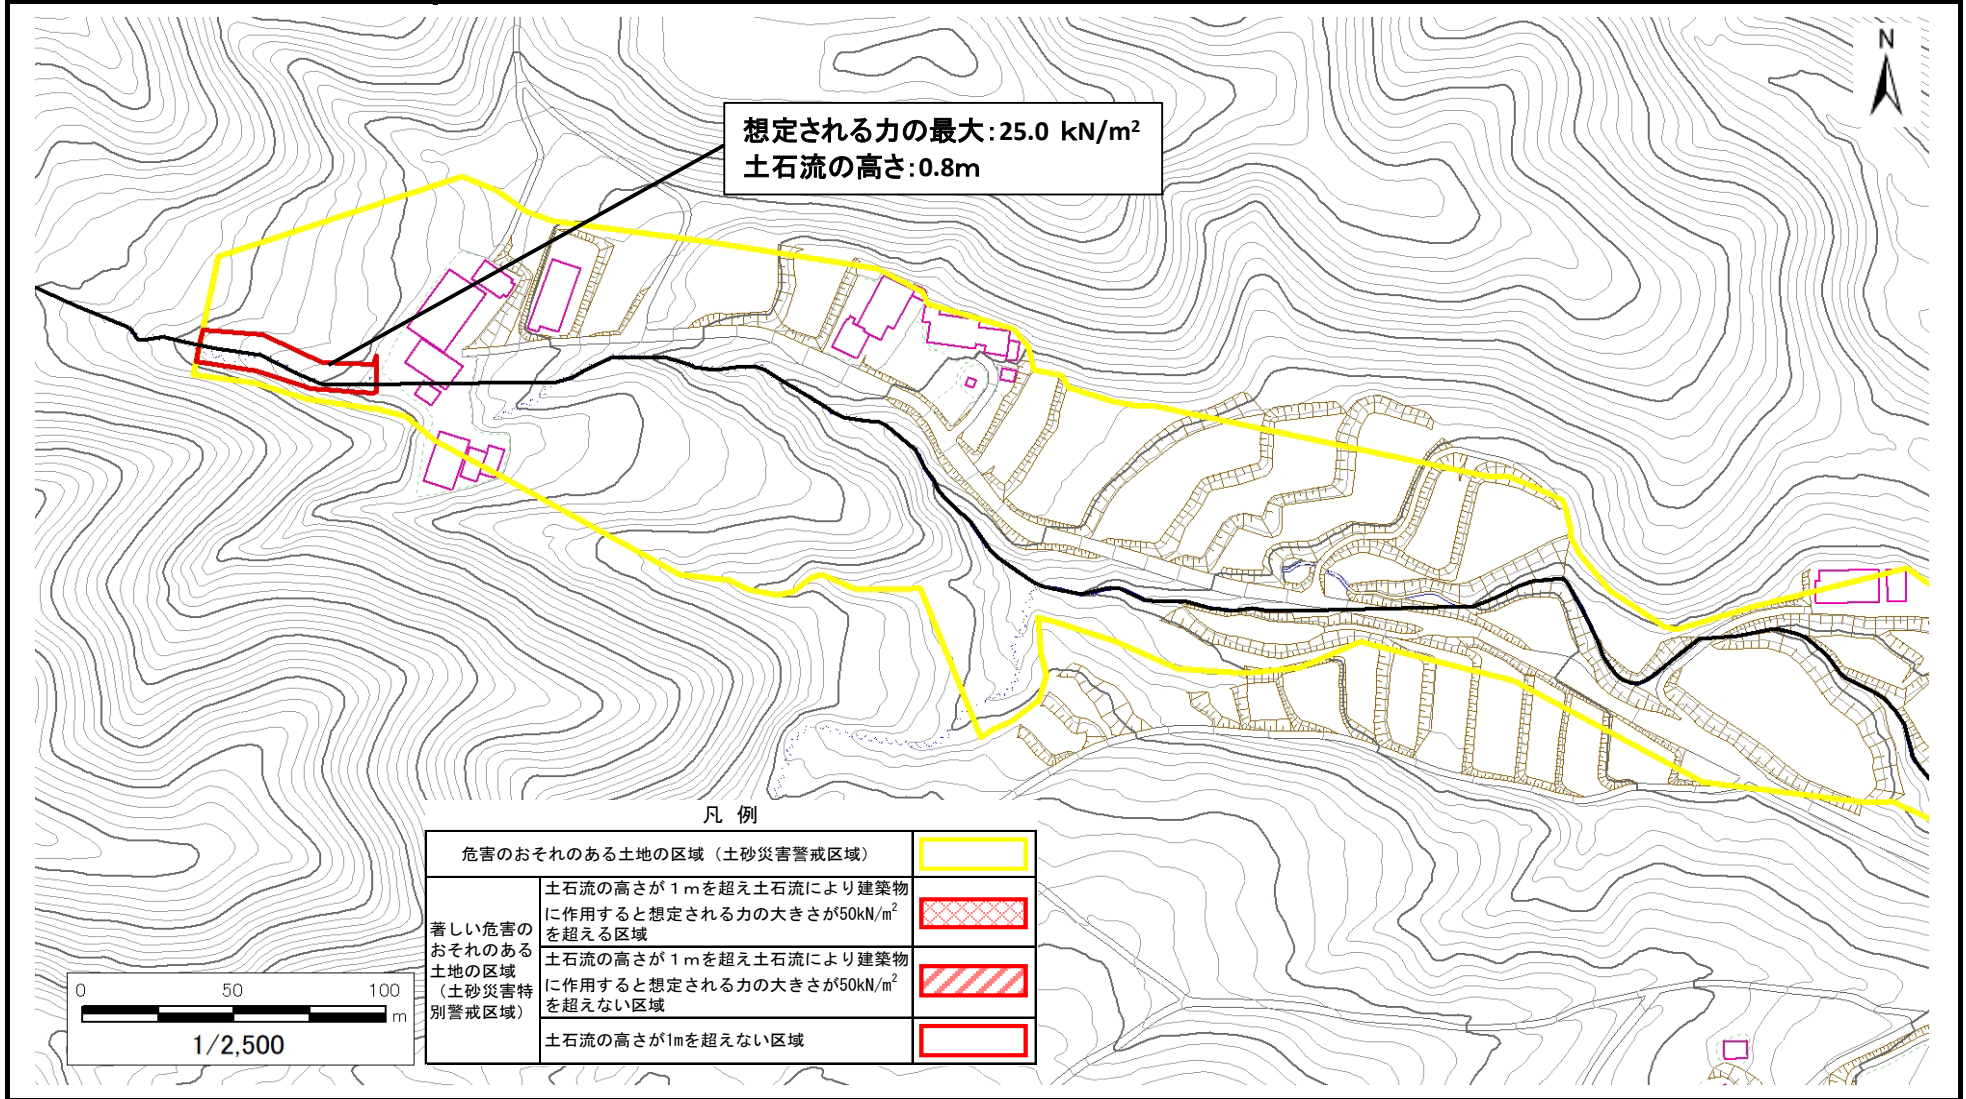 N
想定される力の最大:25.0 kN/m²
土石流の高さ:0.8m
凡 例
危害のおそれのある土地の区域（土砂災害警戒区域）
著しい危害の
おそれのある
土地の区域
（土砂災害特
別警戒区域）
土石流の高さが１ｍを超え土石流により建築物
に作用すると想定される力の大きさが50kN/m²
を超える区域
土石流の高さが１ｍを超え土石流により建築物
に作用すると想定される力の大きさが50kN/m²
を超えない区域
土石流の高さが1mを超えない区域
0 50 100
m
1/2,500